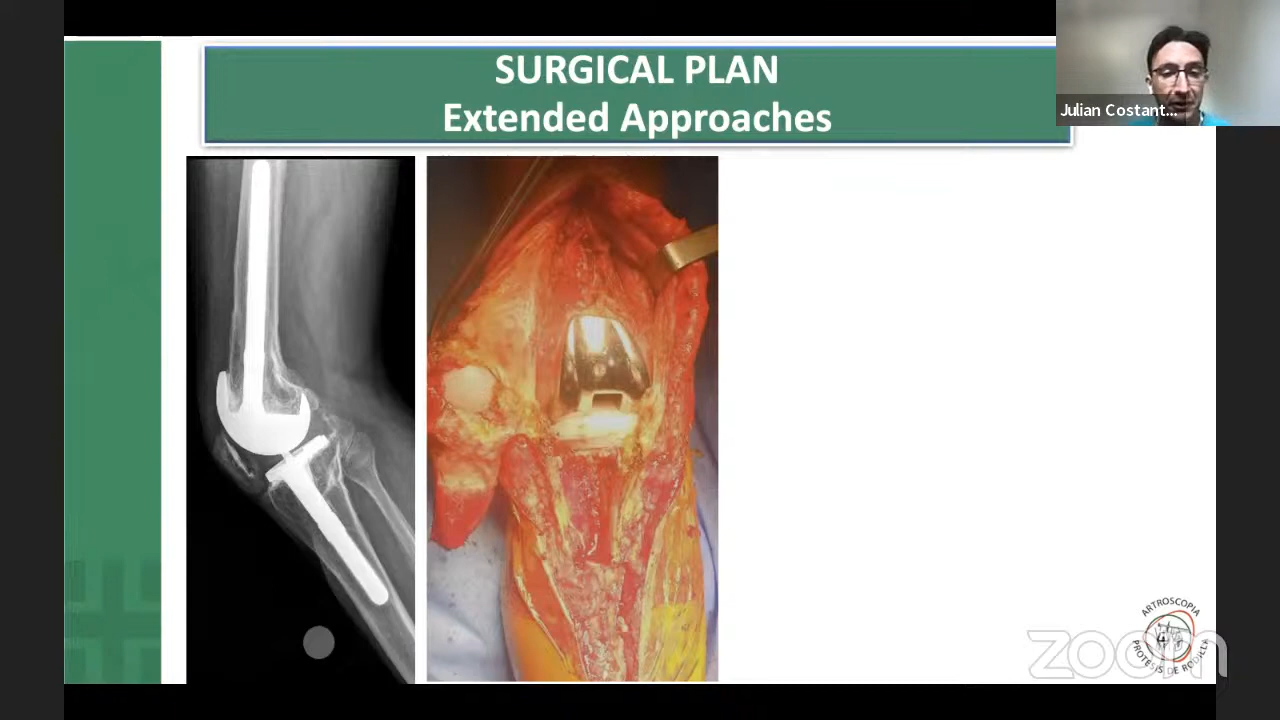 SURGICAL PLAN
Extended Approaches
Julian Costant...
ARTROSCOPIA
PROTESIS DE RODILLA
zoom